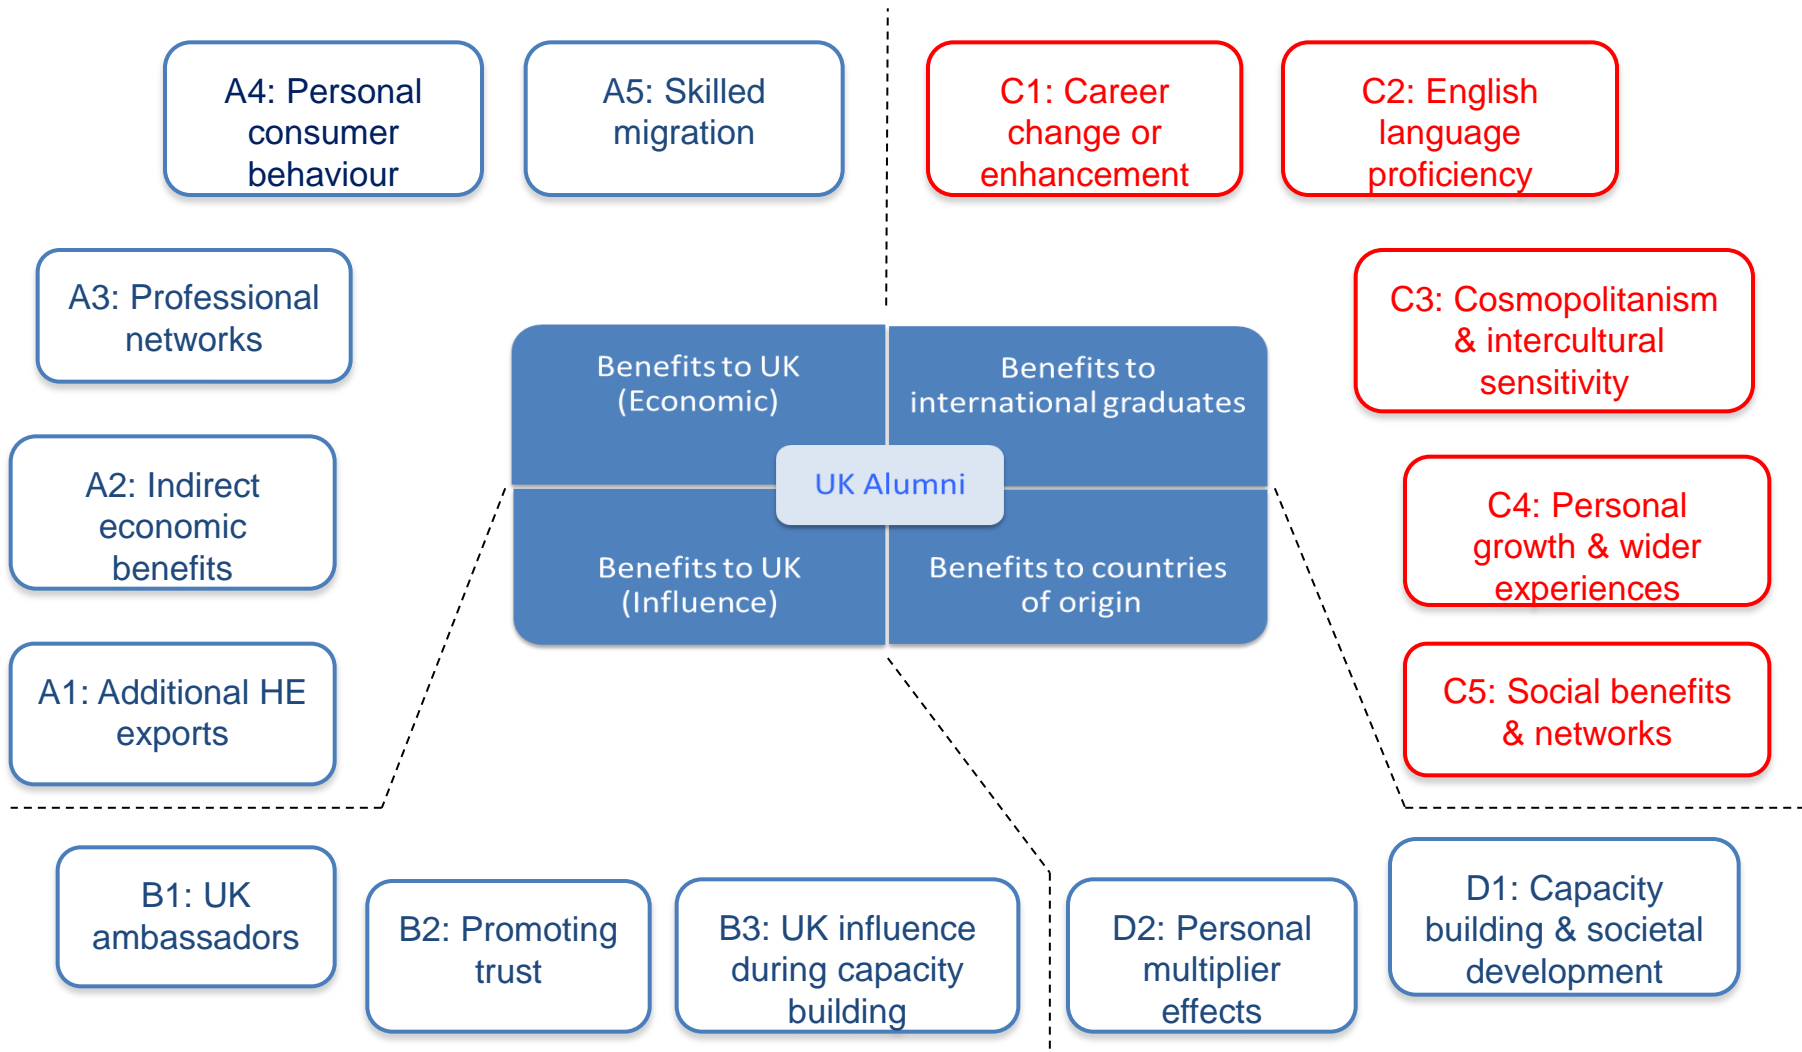 A4: Personal
consumer
behaviour
A5: Skilled
migration
C1: Career
change or
enhancement
C2: English
language
proficiency
A3: Professional
networks
C3: Cosmopolitanism
& intercultural
sensitivity
Benefits to UK
(Economic)
Benefits to
international graduates
A2: Indirect
economic
benefits
UK Alumni
C4: Personal
growth & wider
experiences
Benefits to UK
(Influence)
Benefits to countries
of origin
A1: Additional HE
exports
C5: Social benefits
& networks
B1: UK
ambassadors
B2: Promoting
trust
B3: UK influence
during capacity
building
D2: Personal
multiplier
effects
D1: Capacity
building & societal
development